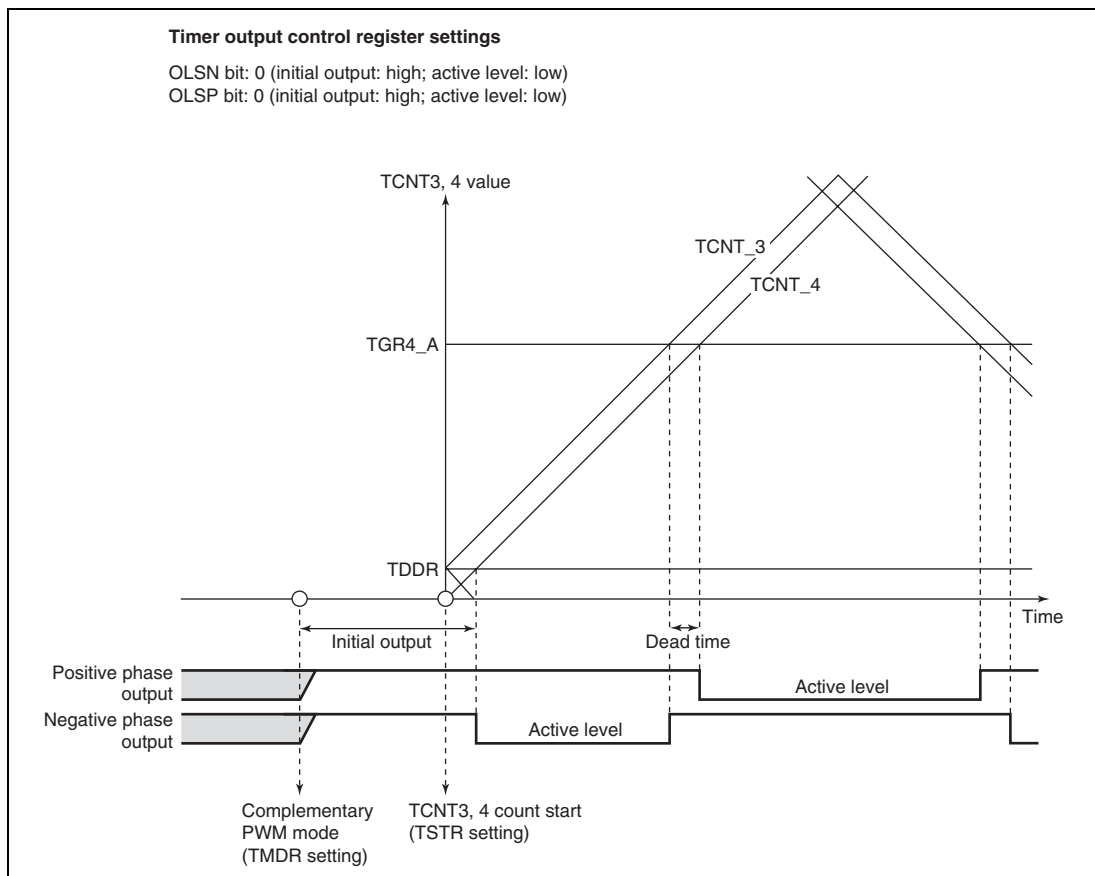 Timer output control register settings
OLSN bit: 0 (initial output: high; active level: low)
OLSP bit: 0 (initial output: high; active level: low)
TCNT3, 4 value
TCNT_3
TCNT_4
TGR4_A
TDDR
Time
Initial output
Dead time
Positive phase
output
Active level
Negative phase
output
Active level
Complementary
PWM mode
(TMDR setting)
TCNT3, 4 count start
(TSTR setting)